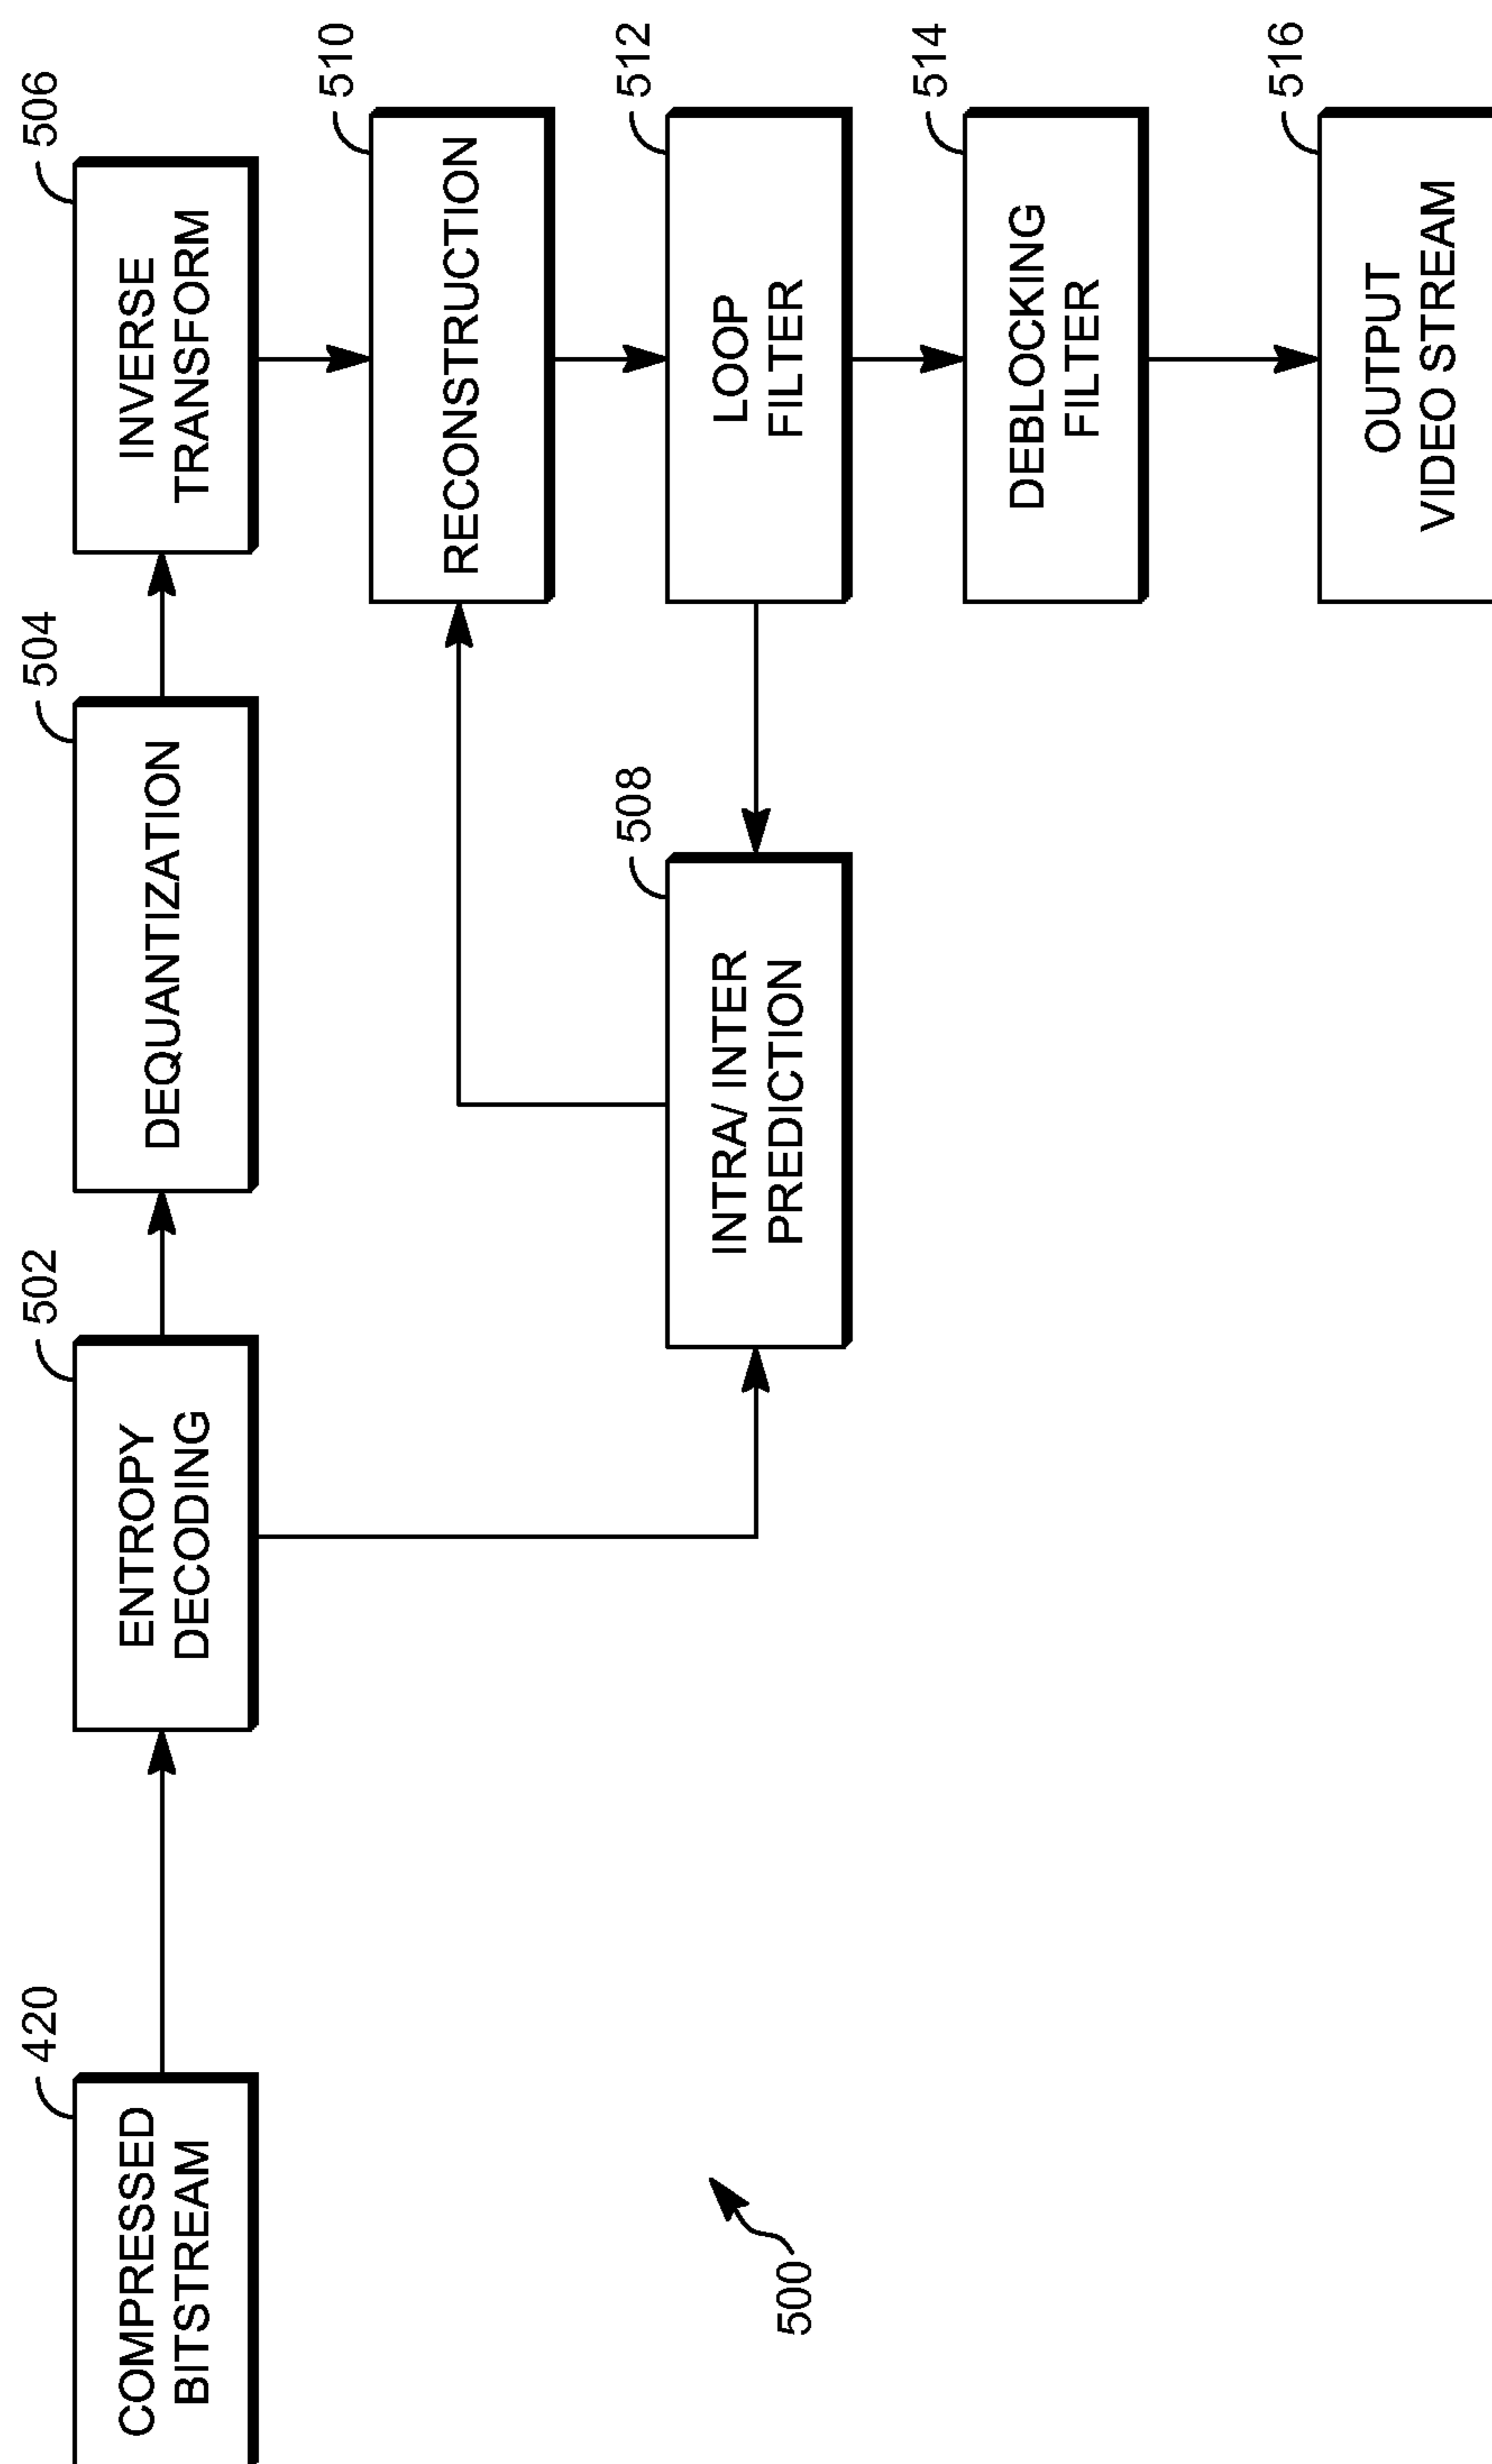 420
COMPRESSED
BITSTREAM
502
ENTROPY
DECODING
504
DEQUANTIZATION
506
INVERSE
TRANSFORM
508
INTRA/ INTER
PREDICTION
510
RECONSTRUCTION
512
LOOP
FILTER
514
DEBLOCKING
FILTER
516
OUTPUT
VIDEO STREAM
500